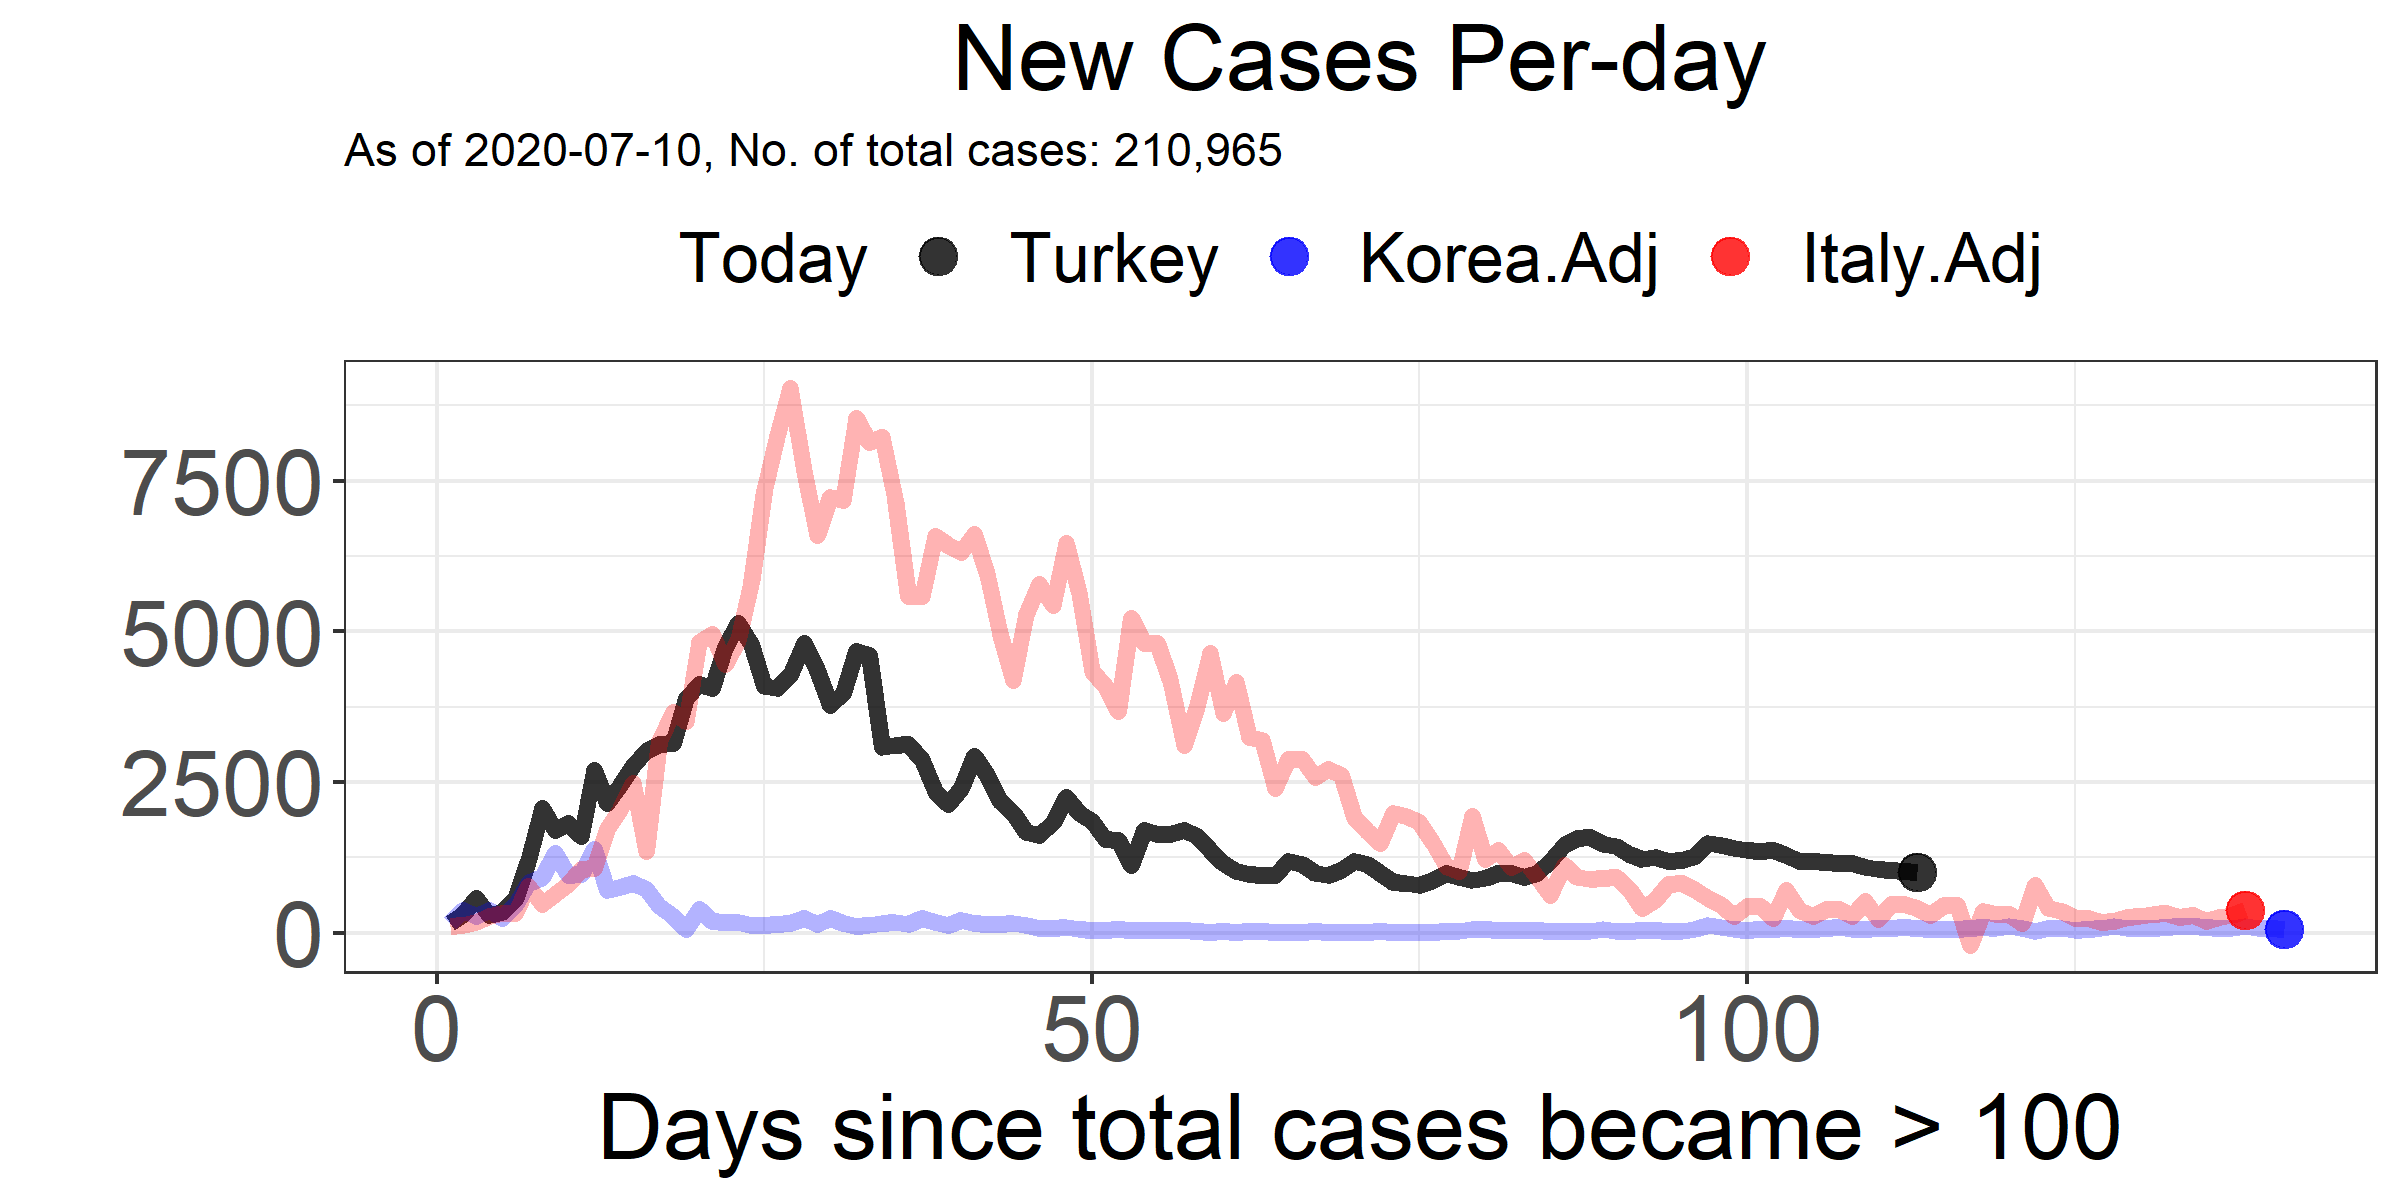 New Cases Per-day
As of 2020-07-10, No. of total cases: 210,965
Today Turkey Korea.Adj Italy.Adj
7500
5000
2500
0
0 50 100
Days since total cases became > 100